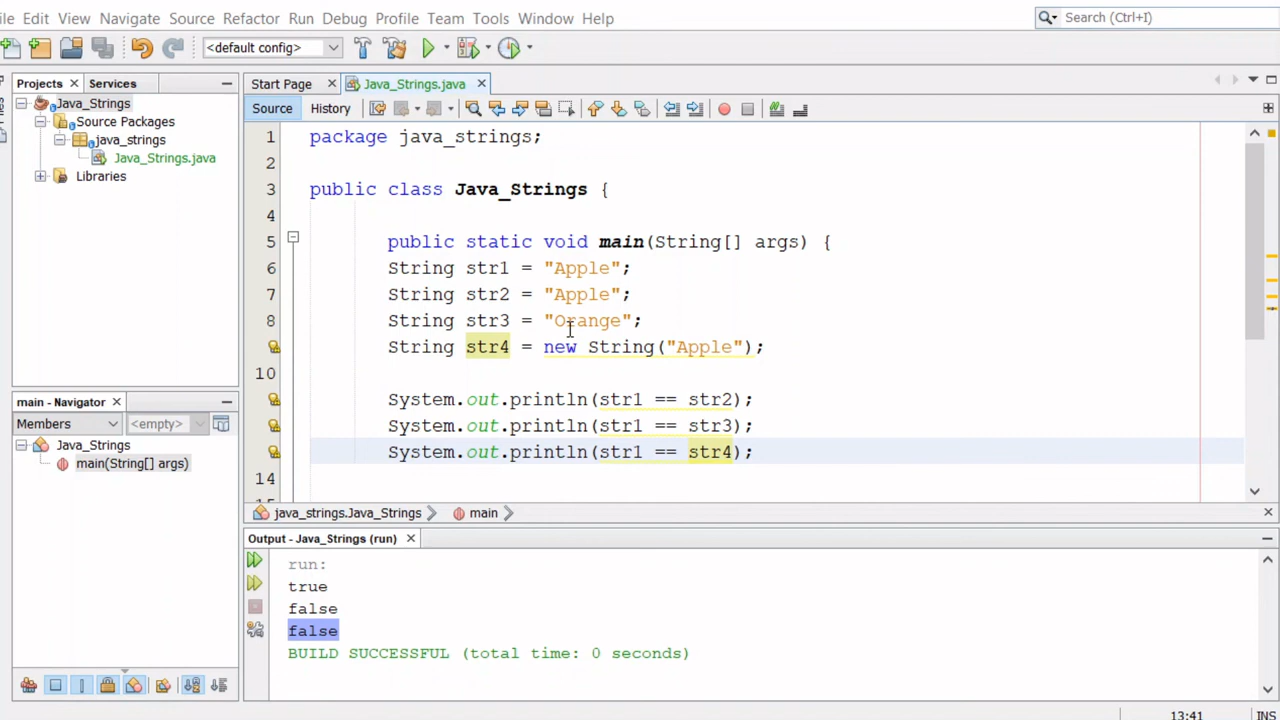 ile Edit View Navigate Source Refactor Run Debug Profile Team Tools Window Help
Search (Ctrl+I)
<default config>
Projects Services
Start Page Java_Strings.java
Java_Strings
Source Packages
java_strings
Java_Strings.java
Libraries
Source History
1 package java_strings;
2
3 public class Java_Strings {
4
5 public static void main(String[] args) {
6 String str1 = "Apple";
7 String str2 = "Apple";
8 String str3 = "Orange";
String str4 = new String("Apple");
10
System.out.println(str1 == str2);
System.out.println(str1 == str3);
System.out.println(str1 == str4);
14
main - Navigator
Members <empty>
Java_Strings
main(String[] args)
java_strings.Java_Strings main
Output - Java_Strings (run)
run:
true
false
false
BUILD SUCCESSFUL (total time: 0 seconds)
13:41 INS